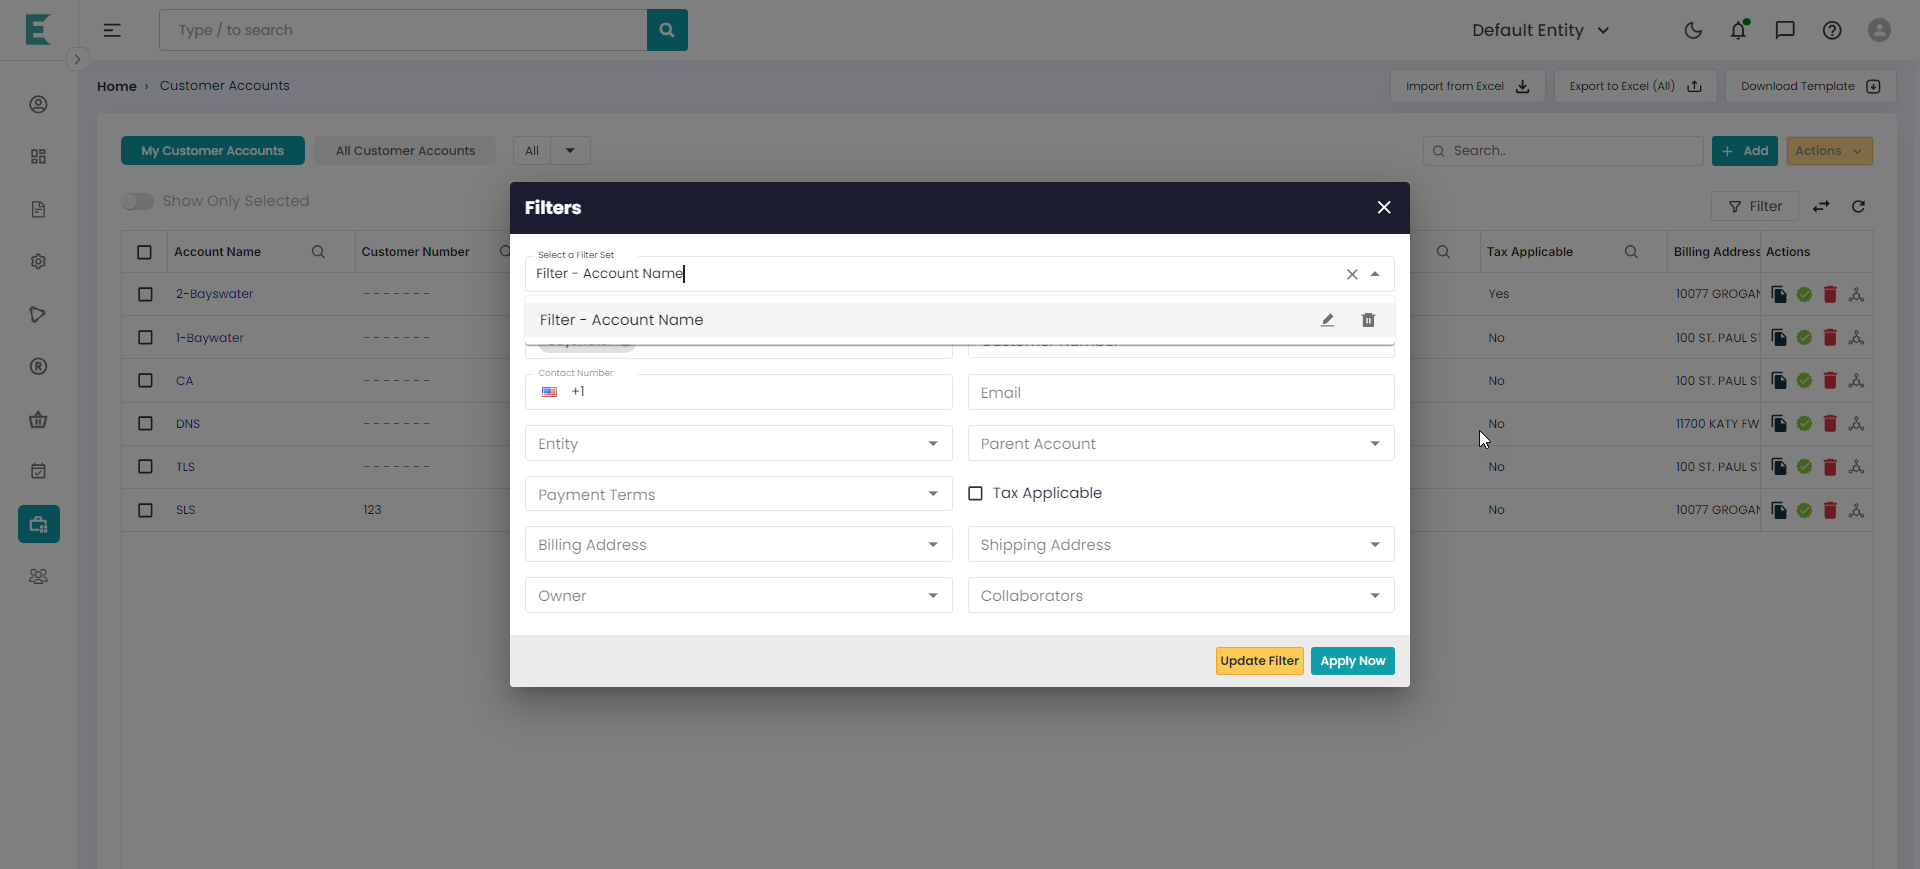 Type / to search
Default Entity
Home › Customer Accounts
Import from Excel
Export to Excel (All)
Download Template
My Customer Accounts
All Customer Accounts
All
Search..
+ Add
Actions
Show Only Selected
Filter
Account Name
Customer Number
Tax Applicable
Billing Address
Actions
2-Bayswater
- - - - - - -
Yes
10077 GROGAN
1-Baywater
- - - - - - -
No
100 ST. PAUL ST
CA
- - - - - - -
No
100 ST. PAUL ST
DNS
- - - - - - -
No
11700 KATY FW
TLS
- - - - - - -
No
100 ST. PAUL ST
SLS
123
No
10077 GROGAN
Filters
Select a Filter Set
Filter - Account Name
Filter - Account Name
Customer Number
Contact Number
+1
Email
Entity
Parent Account
Payment Terms
Tax Applicable
Billing Address
Shipping Address
Owner
Collaborators
Update Filter
Apply Now